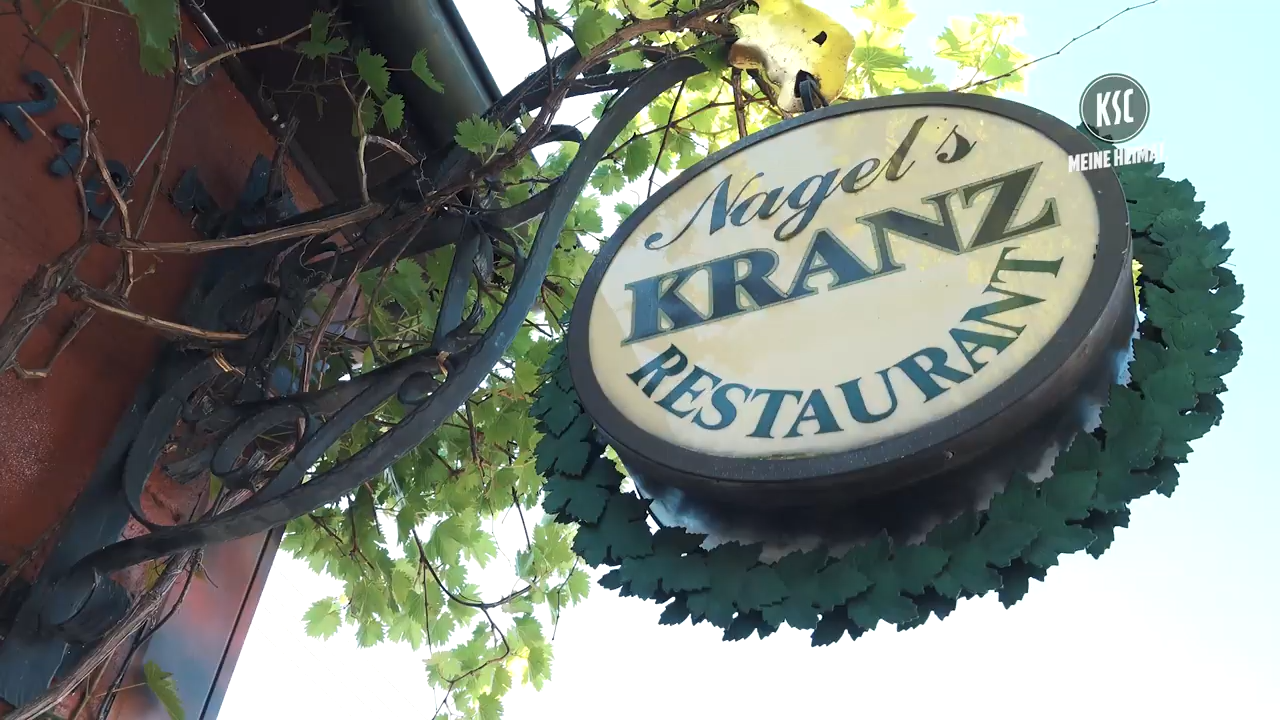 Nagel's
KRANZ
RESTAURANT
KSC
MEINE HEIMAT